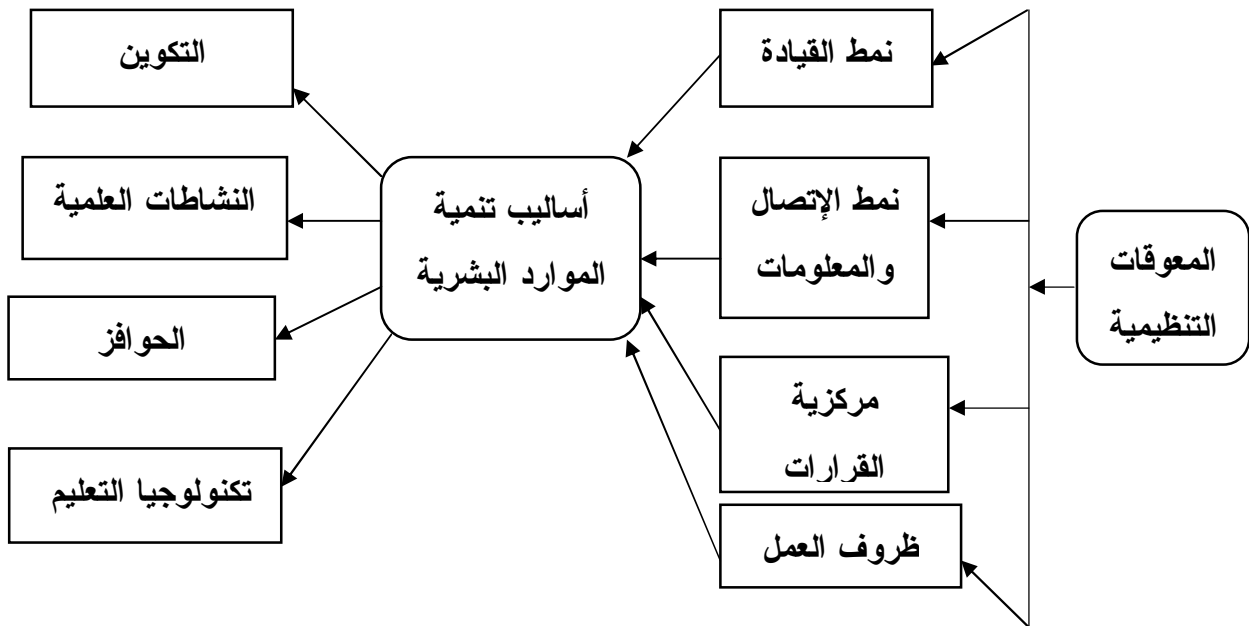 المعوقات
التنظيمية
نمط القيادة
نمط الإتصال
والمعلومات
مركزية
القرارات
ظروف العمل
أساليب تنمية
الموارد البشرية
التكوين
النشاطات العلمية
الحوافز
تكنولوجيا التعليم